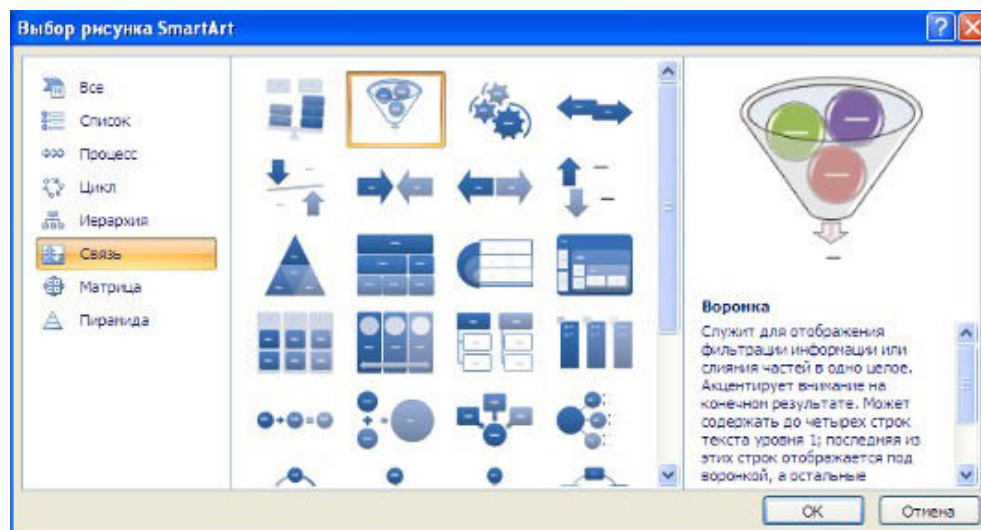 Выбор рисунка SmartArt
Все
Список
Процесс
Цикл
Иерархия
Связь
Матрица
Пирамида
Воронка
Служит для отображения
фильтрации информации или
слияния частей в одно целое.
Акцентирует внимание на
конечном результате. Может
содержать до четырех строк
текста уровня 1; последняя из
этих строк отображается под
воронкой, а остальные
ОК
Отмена